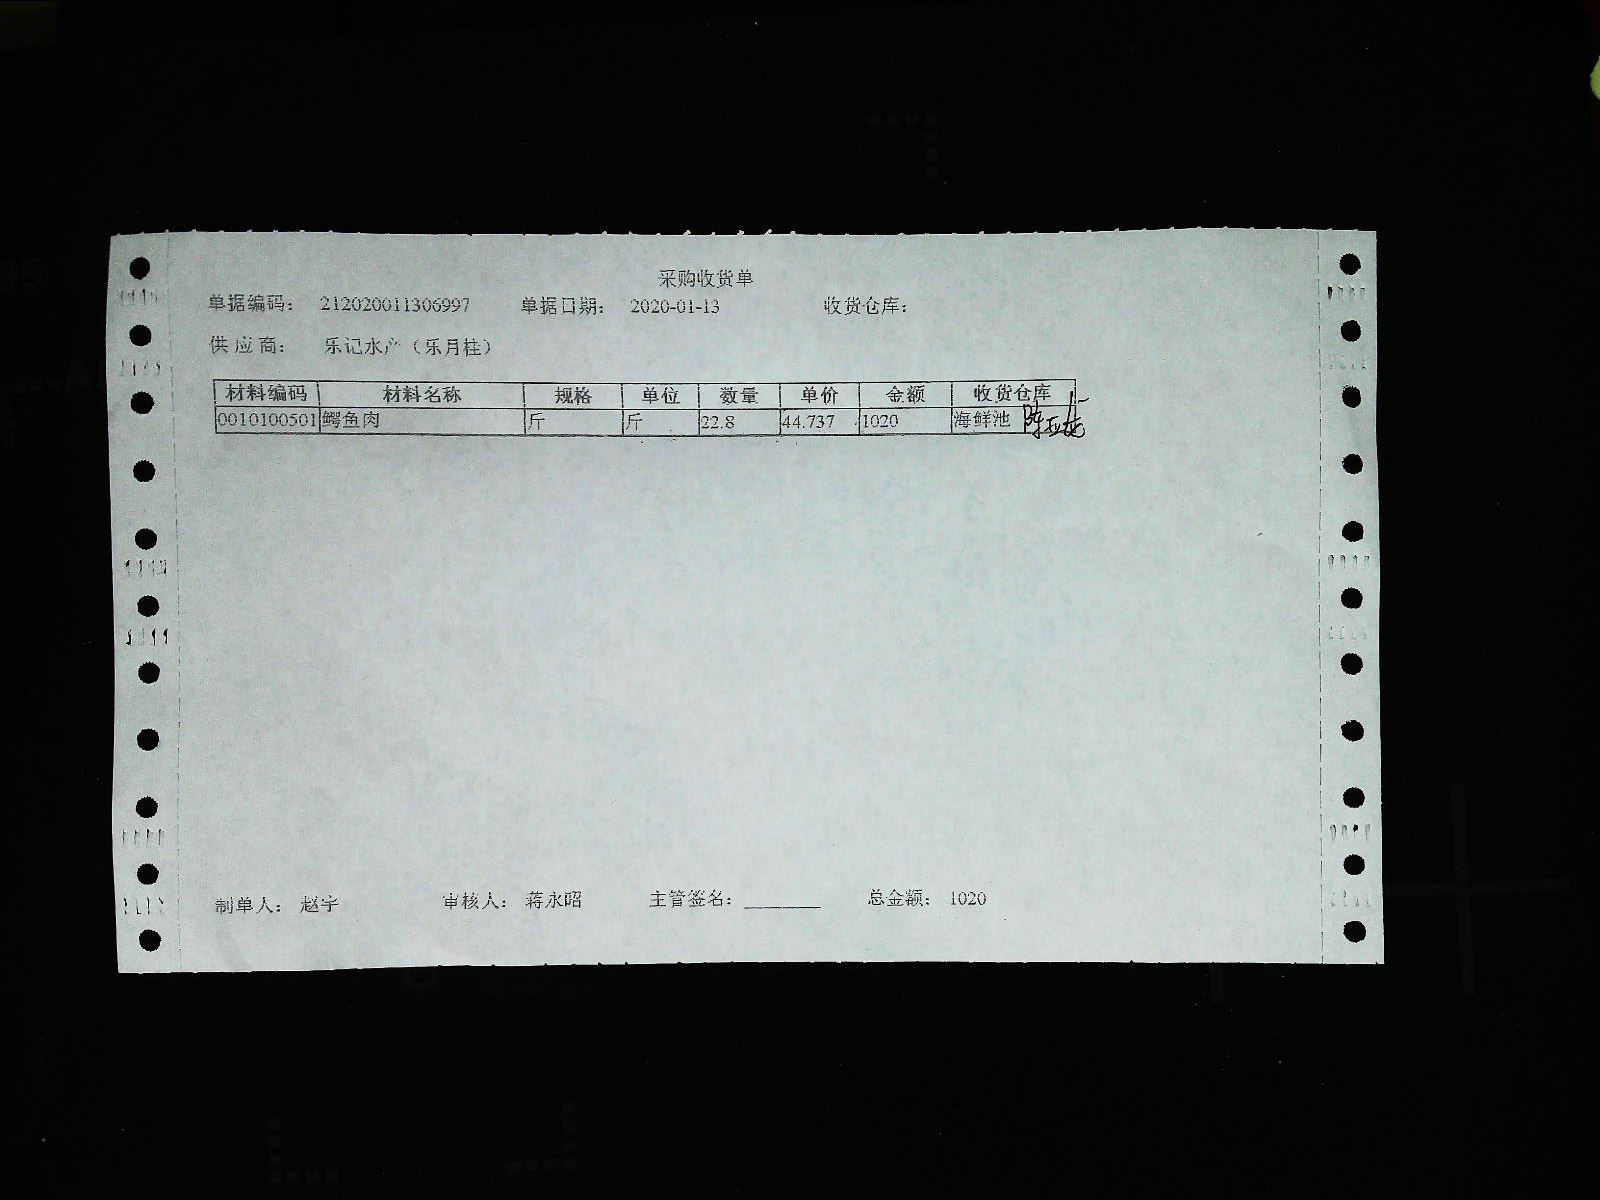 采购收货单
单据编码： 212020011306997 单据日期： 2020-01-13 收货仓库：
供应商： 乐记水产（乐月桂）
材料编码 材料名称 规格 单位 数量 单价 金额 收货仓库
0010100501 鳄鱼肉 斤 斤 22.8 44.737 1020 海鲜池
制单人： 赵宇 审核人： 蒋永昭 主管签名： 总金额： 1020